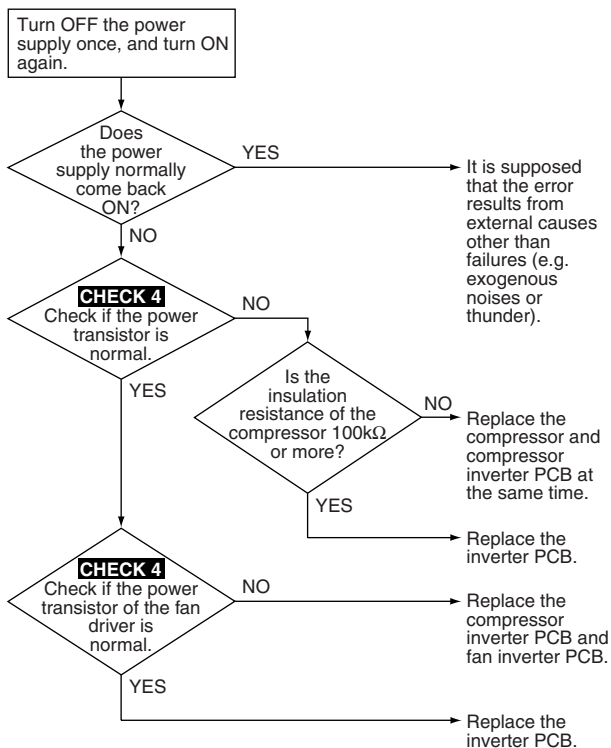 Turn OFF the power
supply once, and turn ON
again.
Does
the power
supply normally
come back
ON?
YES
It is supposed
that the error
results from
external causes
other than
failures (e.g.
exogenous
noises or
thunder).
NO
CHECK 4
Check if the power
transistor is
normal.
NO
YES
Is the
insulation
resistance of the
compressor 100kΩ
or more?
NO
Replace the
compressor and
compressor
inverter PCB at
the same time.
YES
Replace the
inverter PCB.
CHECK 4
Check if the power
transistor of the fan
driver is
normal.
NO
Replace the
compressor
inverter PCB and
fan inverter PCB.
YES
Replace the
inverter PCB.